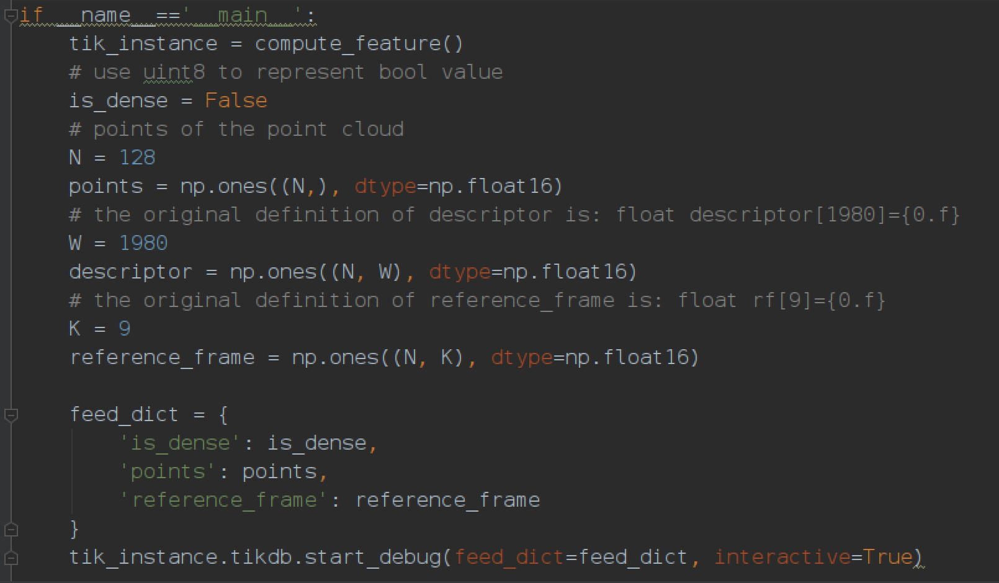 if __name__=='__main__':
    tik_instance = compute_feature()
    # use uint8 to represent bool value
    is_dense = False
    # points of the point cloud
    N = 128
    points = np.ones((N,), dtype=np.float16)
    # the original definition of descriptor is: float descriptor[1980]={0.f}
    W = 1980
    descriptor = np.ones((N, W), dtype=np.float16)
    # the original definition of reference_frame is: float rf[9]={0.f}
    K = 9
    reference_frame = np.ones((N, K), dtype=np.float16)

    feed_dict = {
        'is_dense': is_dense,
        'points': points,
        'reference_frame': reference_frame
    }
    tik_instance.tikdb.start_debug(feed_dict=feed_dict, interactive=True)